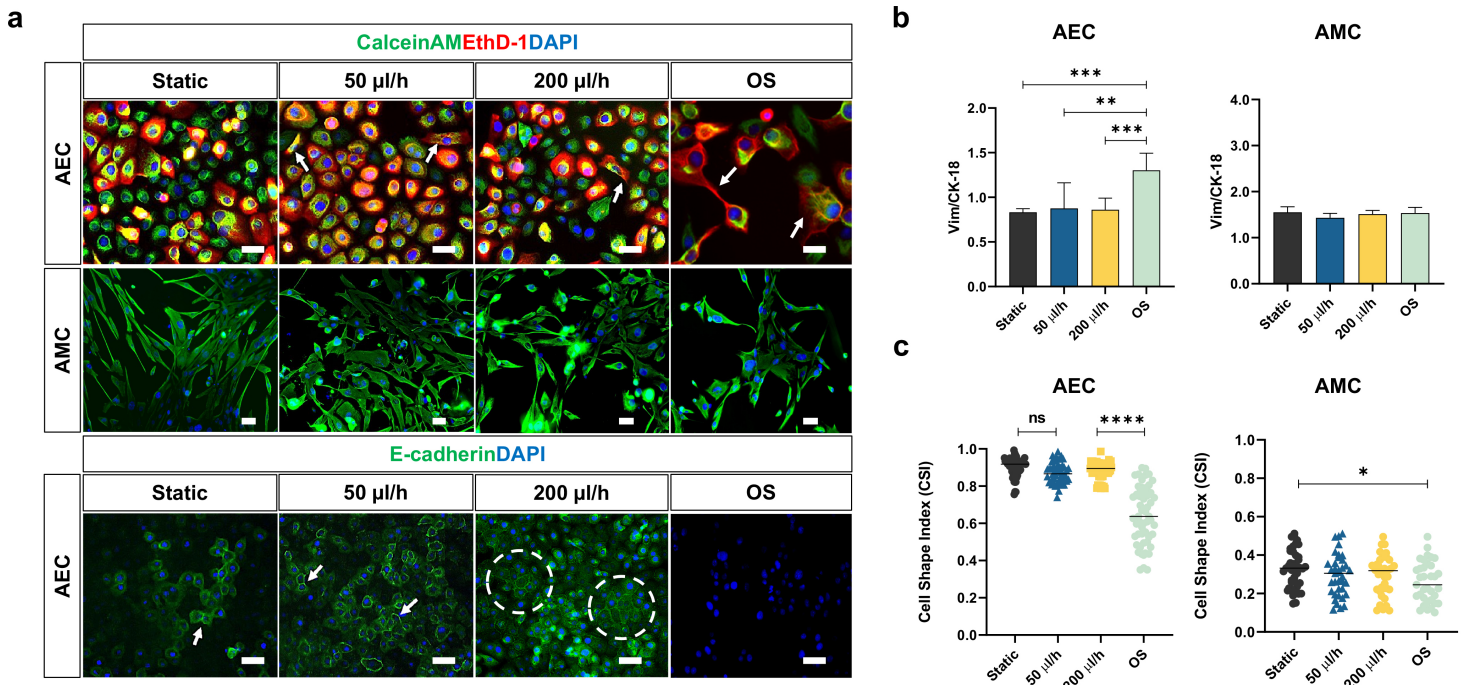 a
CalceinAMEthD-1DAPI
Static
50 µl/h
200 µl/h
OS
AEC
AMC
E-cadherinDAPI
Static
50 µl/h
200 µl/h
OS
AEC
b
AEC
***
**
***
2.0
1.5
1.0
0.5
0.0
Vim/CK-18
Static
50 µl/h
200 µl/h
OS
AMC
4.0
3.0
2.0
1.0
0.0
Vim/CK-18
Static
50 µl/h
200 µl/h
OS
c
AEC
ns
****
1.0
0.8
0.6
0.4
0.2
0.0
Cell Shape Index (CSI)
Static
50 µl/h
200 µl/h
OS
AMC
*
1.0
0.8
0.6
0.4
0.2
0.0
Cell Shape Index (CSI)
Static
50 µl/h
200 µl/h
OS